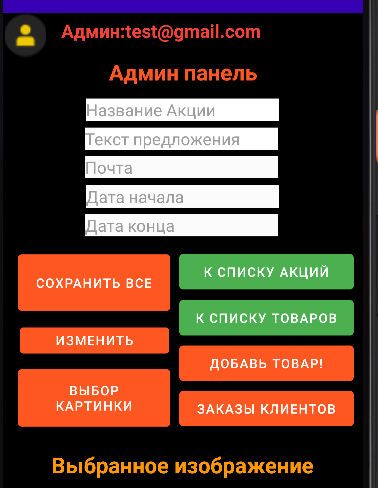 Админ:test@gmail.com
Админ панель
Название Акции
Текст предложения
Почта
Дата начала
Дата конца
СОХРАНИТЬ ВСЕ
К СПИСКУ АКЦИЙ
К СПИСКУ ТОВАРОВ
ИЗМЕНИТЬ
ДОБАВЬ ТОВАР!
ВЫБОР
КАРТИНКИ
ЗАКАЗЫ КЛИЕНТОВ
Выбранное изображение